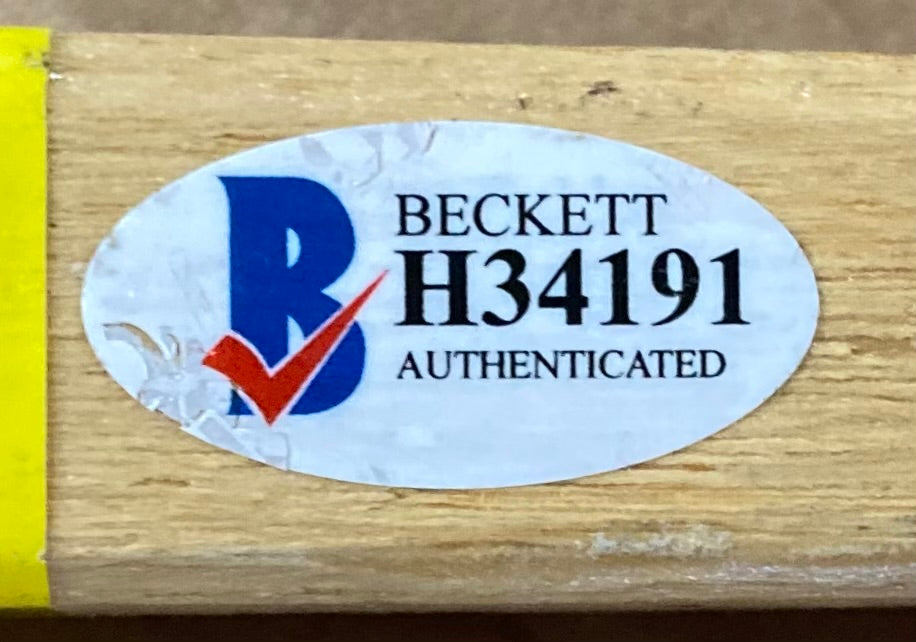 B
BECKETT
H34191
AUTHENTICATED